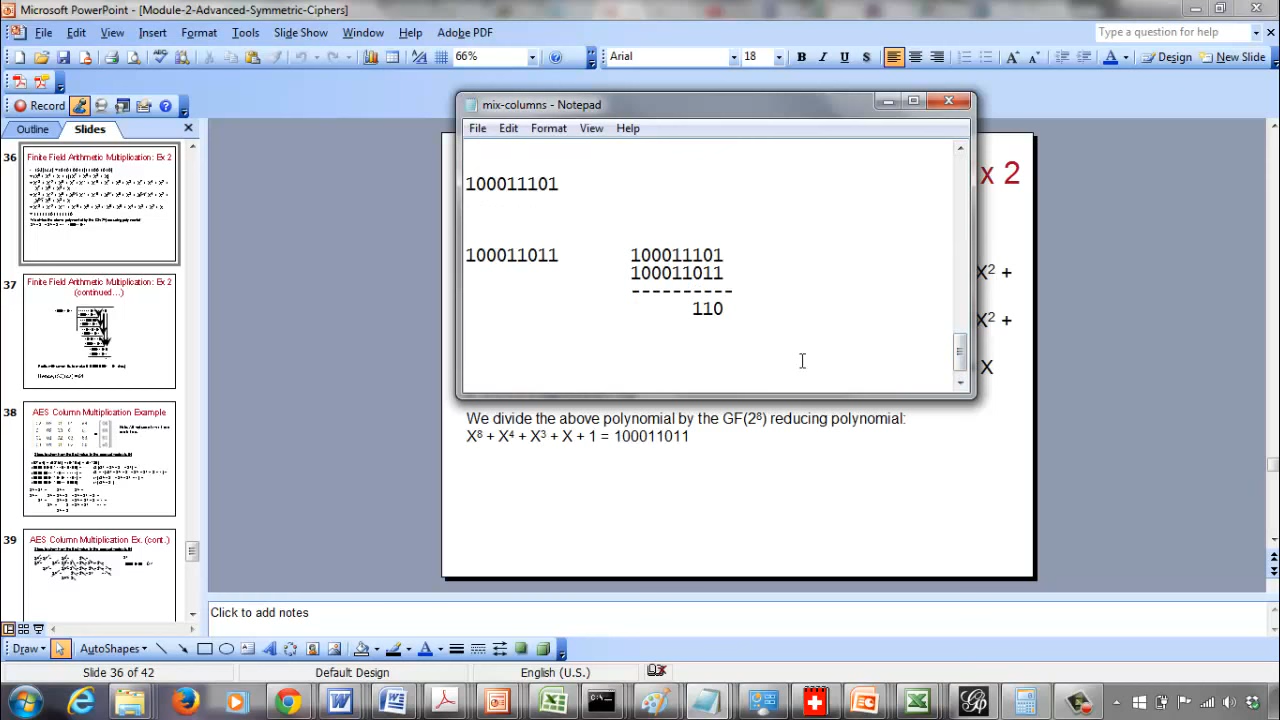 Microsoft PowerPoint - [Module-2-Advanced-Symmetric-Ciphers]
File Edit View Insert Format Tools Slide Show Window Help Adobe PDF
Type a question for help
66%
Arial
18
B I U S
Design
New Slide
Record
Outline
Slides
36
Finite Field Arithmetic Multiplication: Ex 2
37
Finite Field Arithmetic Multiplication: Ex 2
(continued…)
38
AES Column Multiplication Example
39
AES Column Multiplication Ex. (cont.)
mix-columns - Notepad
File Edit Format View Help
100011101
100011011 100011101
100011011
----------
110
x 2
X² +
X² +
X
We divide the above polynomial by the GF(2⁸) reducing polynomial:
X⁸ + X⁴ + X³ + X + 1 = 100011011
Click to add notes
Draw
AutoShapes
Slide 36 of 42
Default Design
English (U.S.)